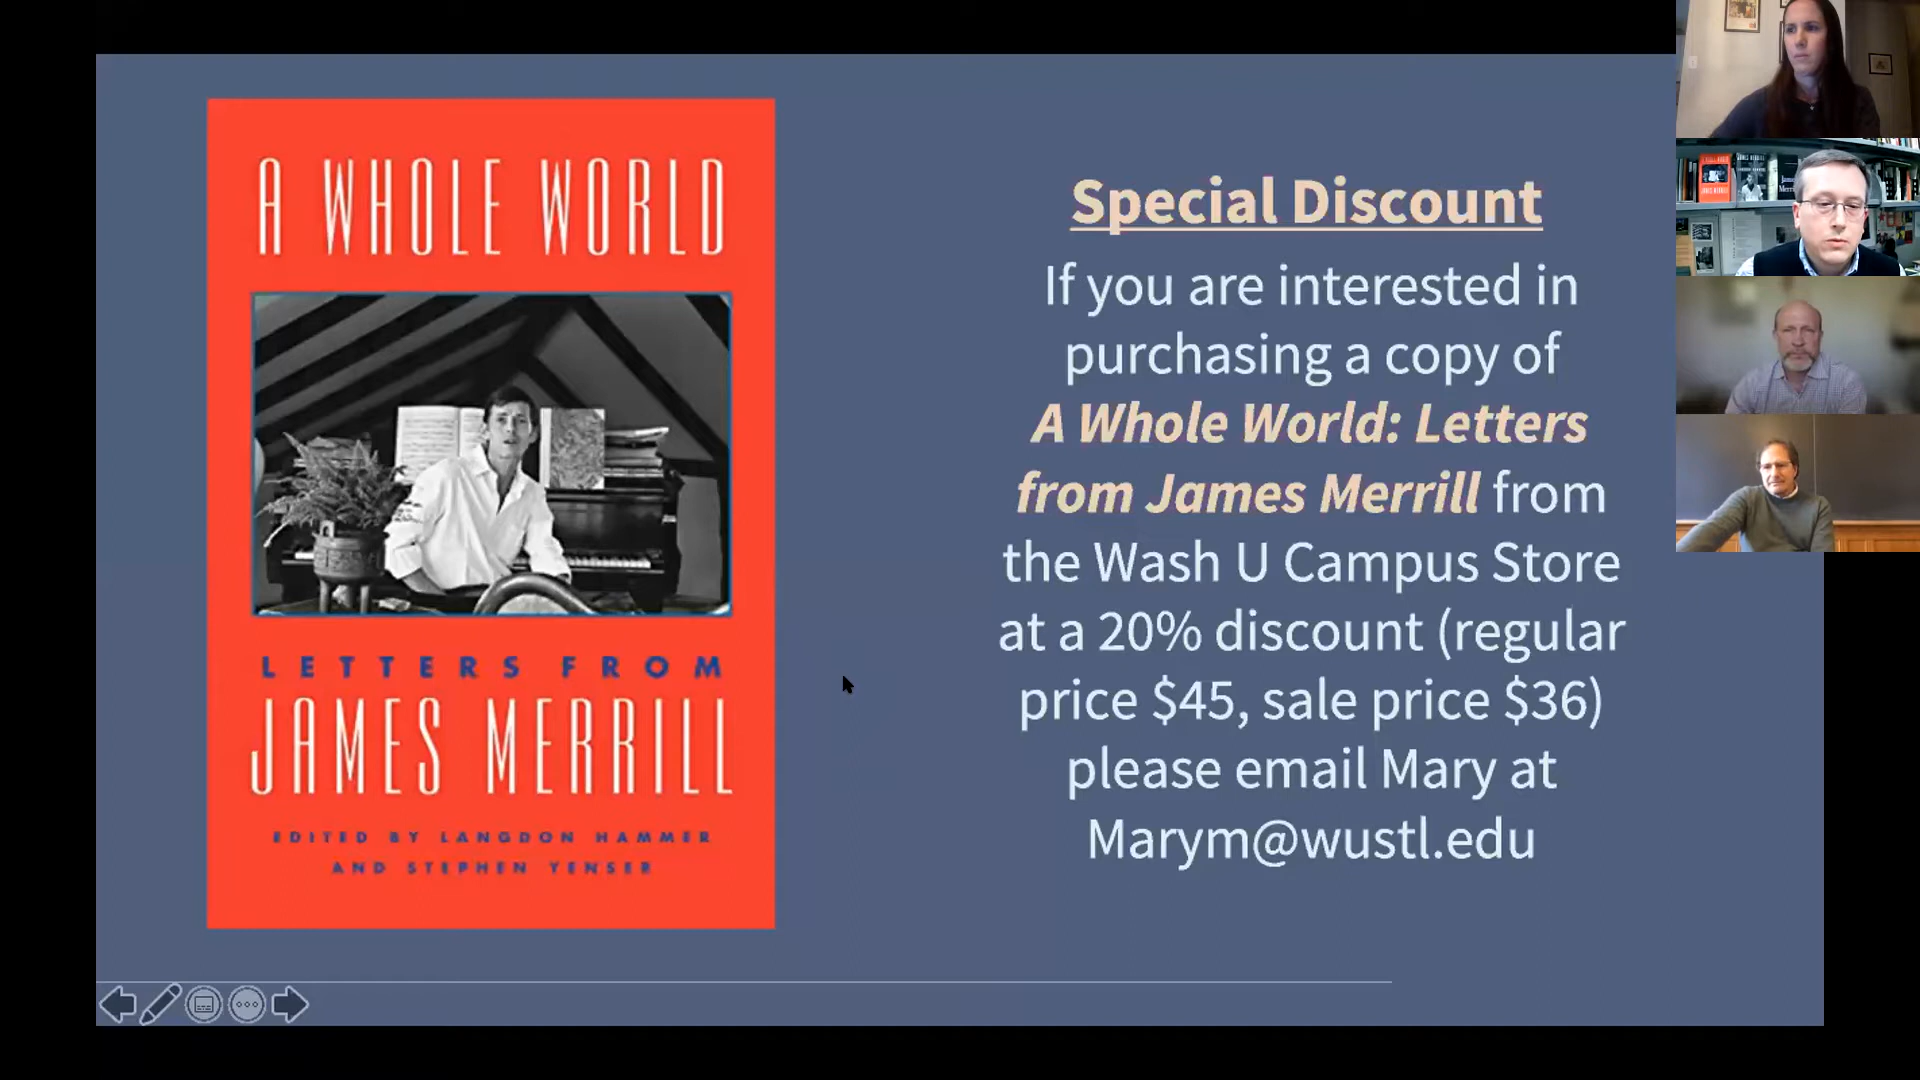 A WHOLE WORLD
LETTERS FROM
JAMES MERRILL
EDITED BY LANGDON HAMMER
AND STEPHEN YENSER
Special Discount
If you are interested in
purchasing a copy of
A Whole World: Letters
from James Merrill from
the Wash U Campus Store
at a 20% discount (regular
price $45, sale price $36)
please email Mary at
Marym@wustl.edu